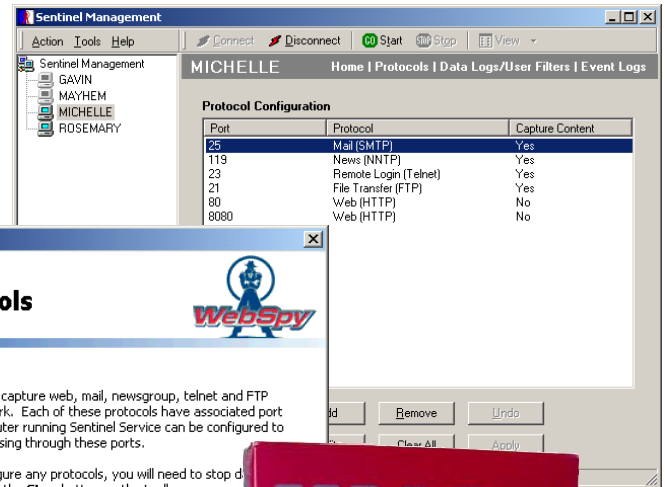 Sentinel Management
Action Tools Help
Connect Disconnect GO Start STOP Stop View
Sentinel Management
GAVIN
MAYHEM
MICHELLE
ROSEMARY
MICHELLE Home | Protocols | Data Logs/User Filters | Event Logs
Protocol Configuration
Port Protocol Capture Content
25 Mail (SMTP) Yes
119 News (NNTP) Yes
23 Remote Login (Telnet) Yes
21 File Transfer (FTP) Yes
80 Web (HTTP) No
8080 Web (HTTP) No
ols
WebSpy
capture web, mail, newsgroup, telnet and FTP
rk. Each of these protocols have associated port
uter running Sentinel Service can be configured to
sing through these ports.
gure any protocols, you will need to stop d
dd Remove Undo
Clear All Apply